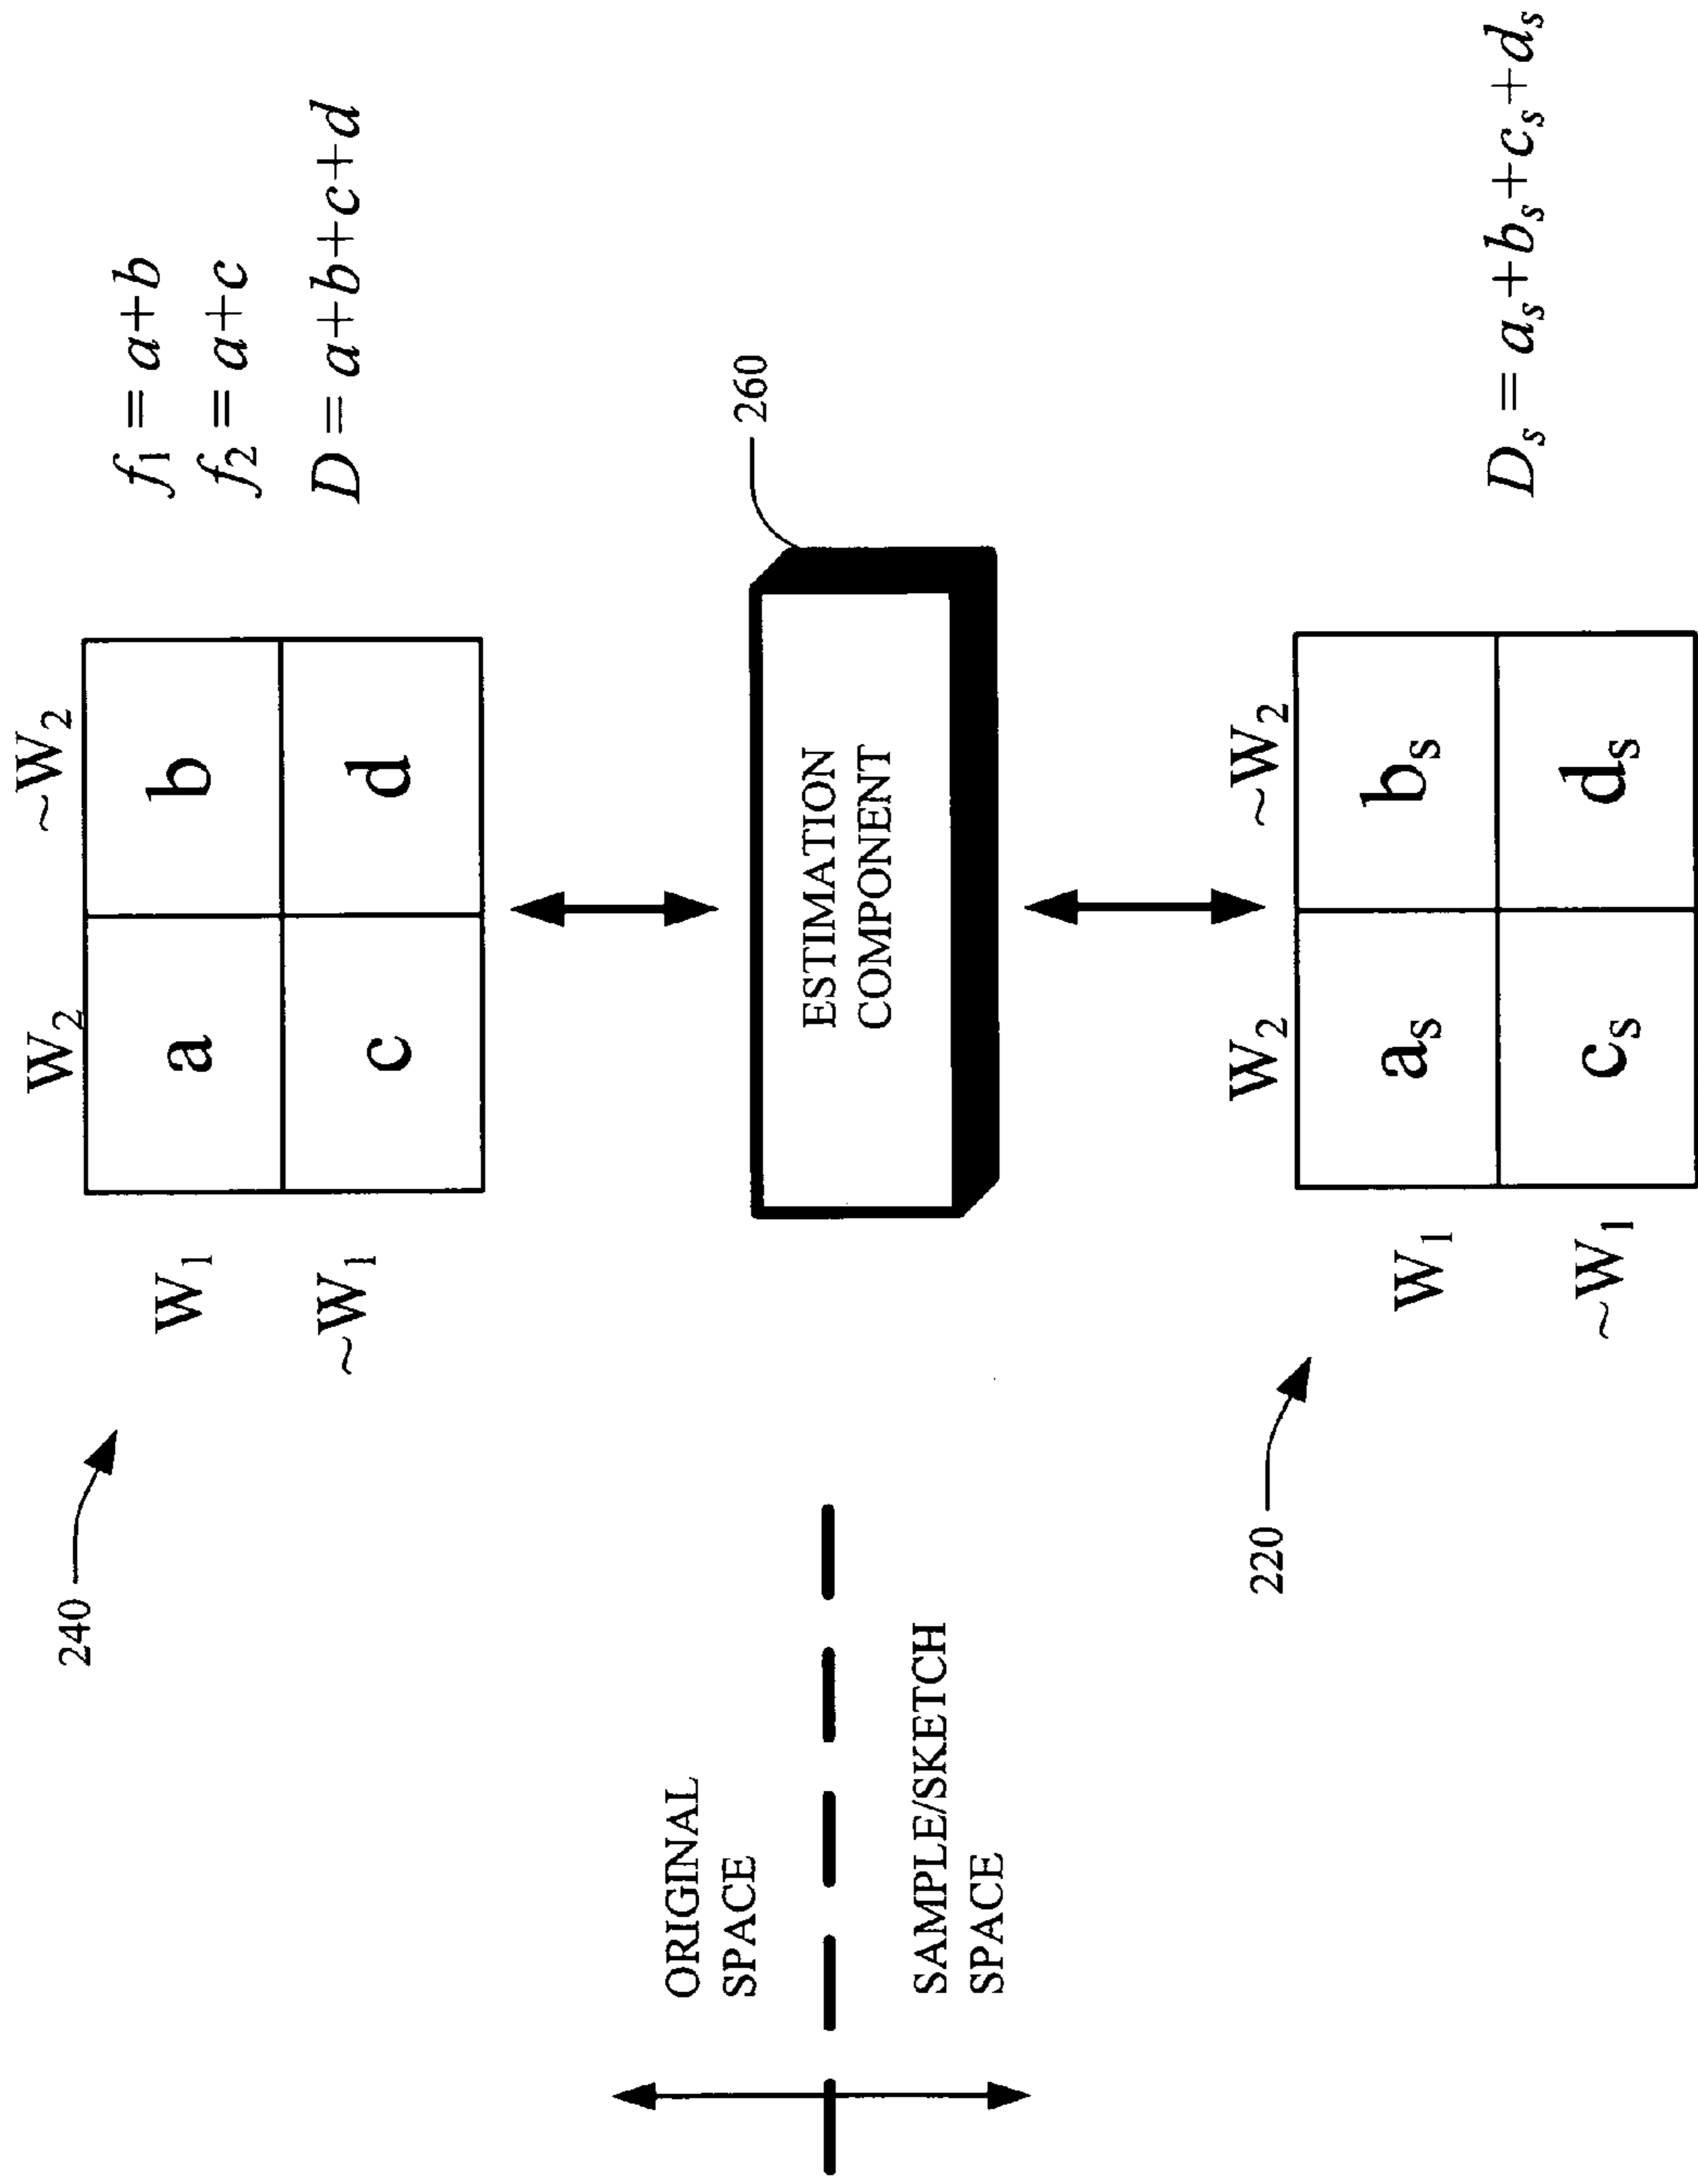 240
W2 ~W2
W1 a b
~W1 c d
f1 = a+b
f2 = a+c
D = a+b+c+d
ORIGINAL
SPACE
SAMPLE/SKETCH
SPACE
ESTIMATION
COMPONENT
260
220
W2 ~W2
W1 as bs
~W1 cs ds
Ds = as+bs+cs+ds